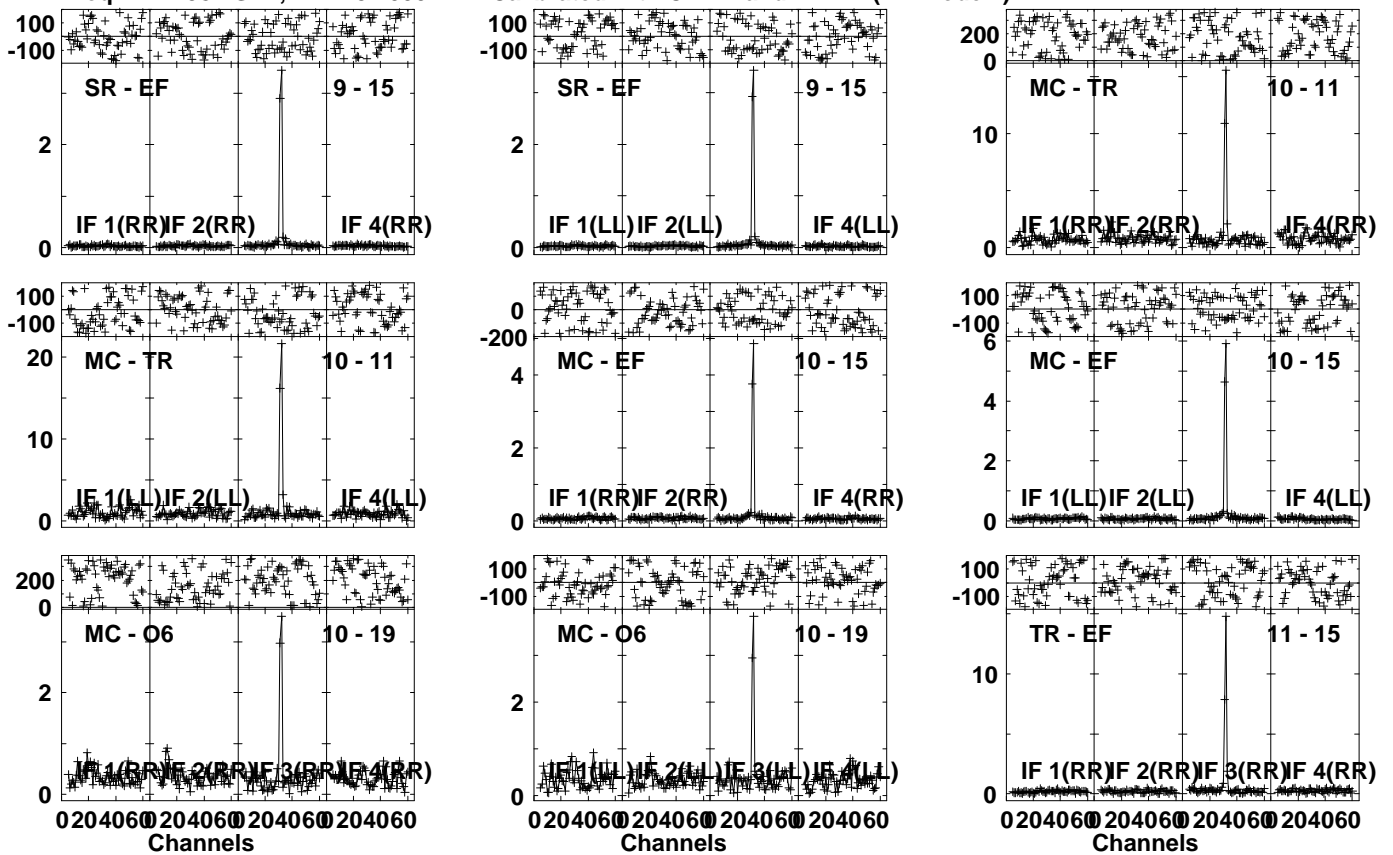 100
-100
SR - EF 9 - 15
2
IF 1(RR) IF 2(RR) IF 4(RR)
0
100
-100
SR - EF 9 - 15
2
IF 1(LL) IF 2(LL) IF 4(LL)
0
200
0
MC - TR 10 - 11
10
IF 1(RR) IF 2(RR) IF 4(RR)
0
100
-100
MC - TR 10 - 11
20
10
IF 1(LL) IF 2(LL) IF 4(LL)
0
0
-200
MC - EF 10 - 15
4
2
IF 1(RR) IF 2(RR) IF 4(RR)
0
100
-100
6
MC - EF 10 - 15
4
2
IF 1(LL) IF 2(LL) IF 4(LL)
0
200
0
MC - O6 10 - 19
2
IF 1(RR) IF 2(RR) IF 3(RR) IF 4(RR)
0
0 20 40 60 0 20 40 60 0 20 40 60 0 20 40 60
Channels
100
-100
MC - O6 10 - 19
2
IF 1(LL) IF 2(LL) IF 3(LL) IF 4(LL)
0
0 20 40 60 0 20 40 60 0 20 40 60 0 20 40 60
Channels
100
-100
TR - EF 11 - 15
10
IF 1(RR) IF 2(RR) IF 3(RR) IF 4(RR)
0
0 20 40 60 0 20 40 60 0 20 40 60 0 20 40 60
Channels